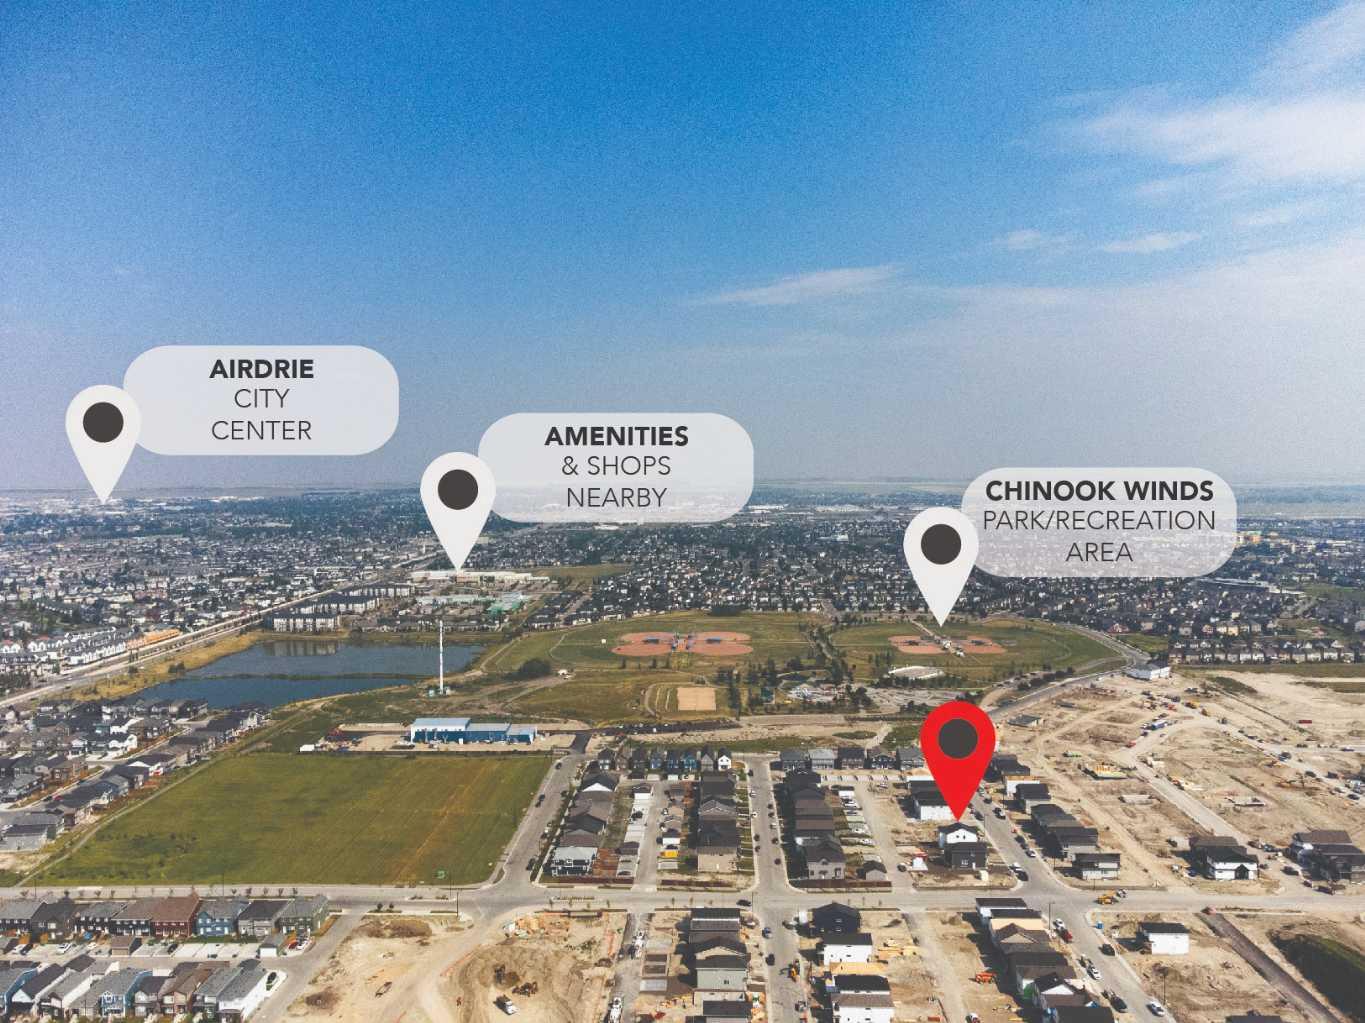 AIRDRIE
CITY
CENTER
AMENITIES
& SHOPS
NEARBY
CHINOOK WINDS
PARK/RECREATION
AREA